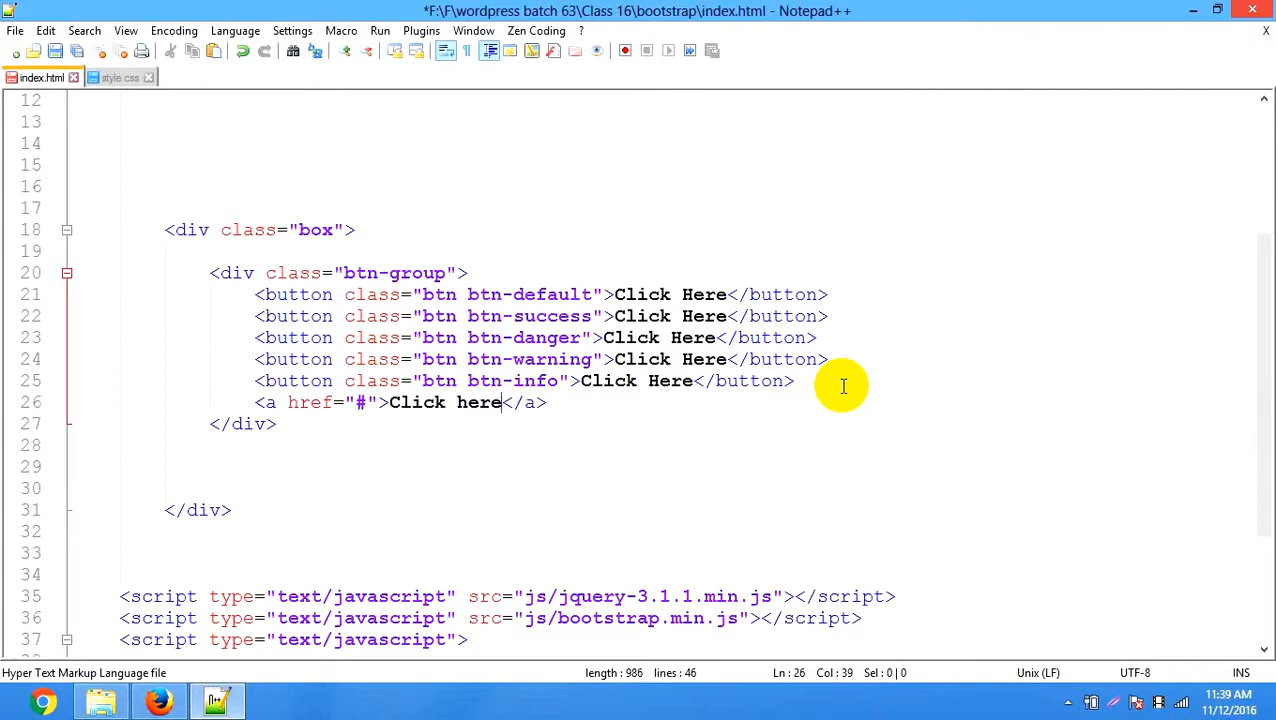 *F:\F\wordpress batch 63\Class 16\bootstrap\index.html - Notepad++
File Edit Search View Encoding Language Settings Macro Run Plugins Window Zen Coding ? X
index.html style.css
12
13
14
15
16
17
18 <div class="box">
19
20 <div class="btn-group">
21 <button class="btn btn-default">Click Here</button>
22 <button class="btn btn-success">Click Here</button>
23 <button class="btn btn-danger">Click Here</button>
24 <button class="btn btn-warning">Click Here</button>
25 <button class="btn btn-info">Click Here</button>
26 <a href="#">Click here</a>
27 </div>
28
29
30
31 </div>
32
33
34
35 <script type="text/javascript" src="js/jquery-3.1.1.min.js"></script>
36 <script type="text/javascript" src="js/bootstrap.min.js"></script>
37 <script type="text/javascript">
Hyper Text Markup Language file length : 986 lines : 46 Ln : 26 Col : 39 Sel : 0 | 0 Unix (LF) UTF-8 INS
11:39 AM
11/12/2016